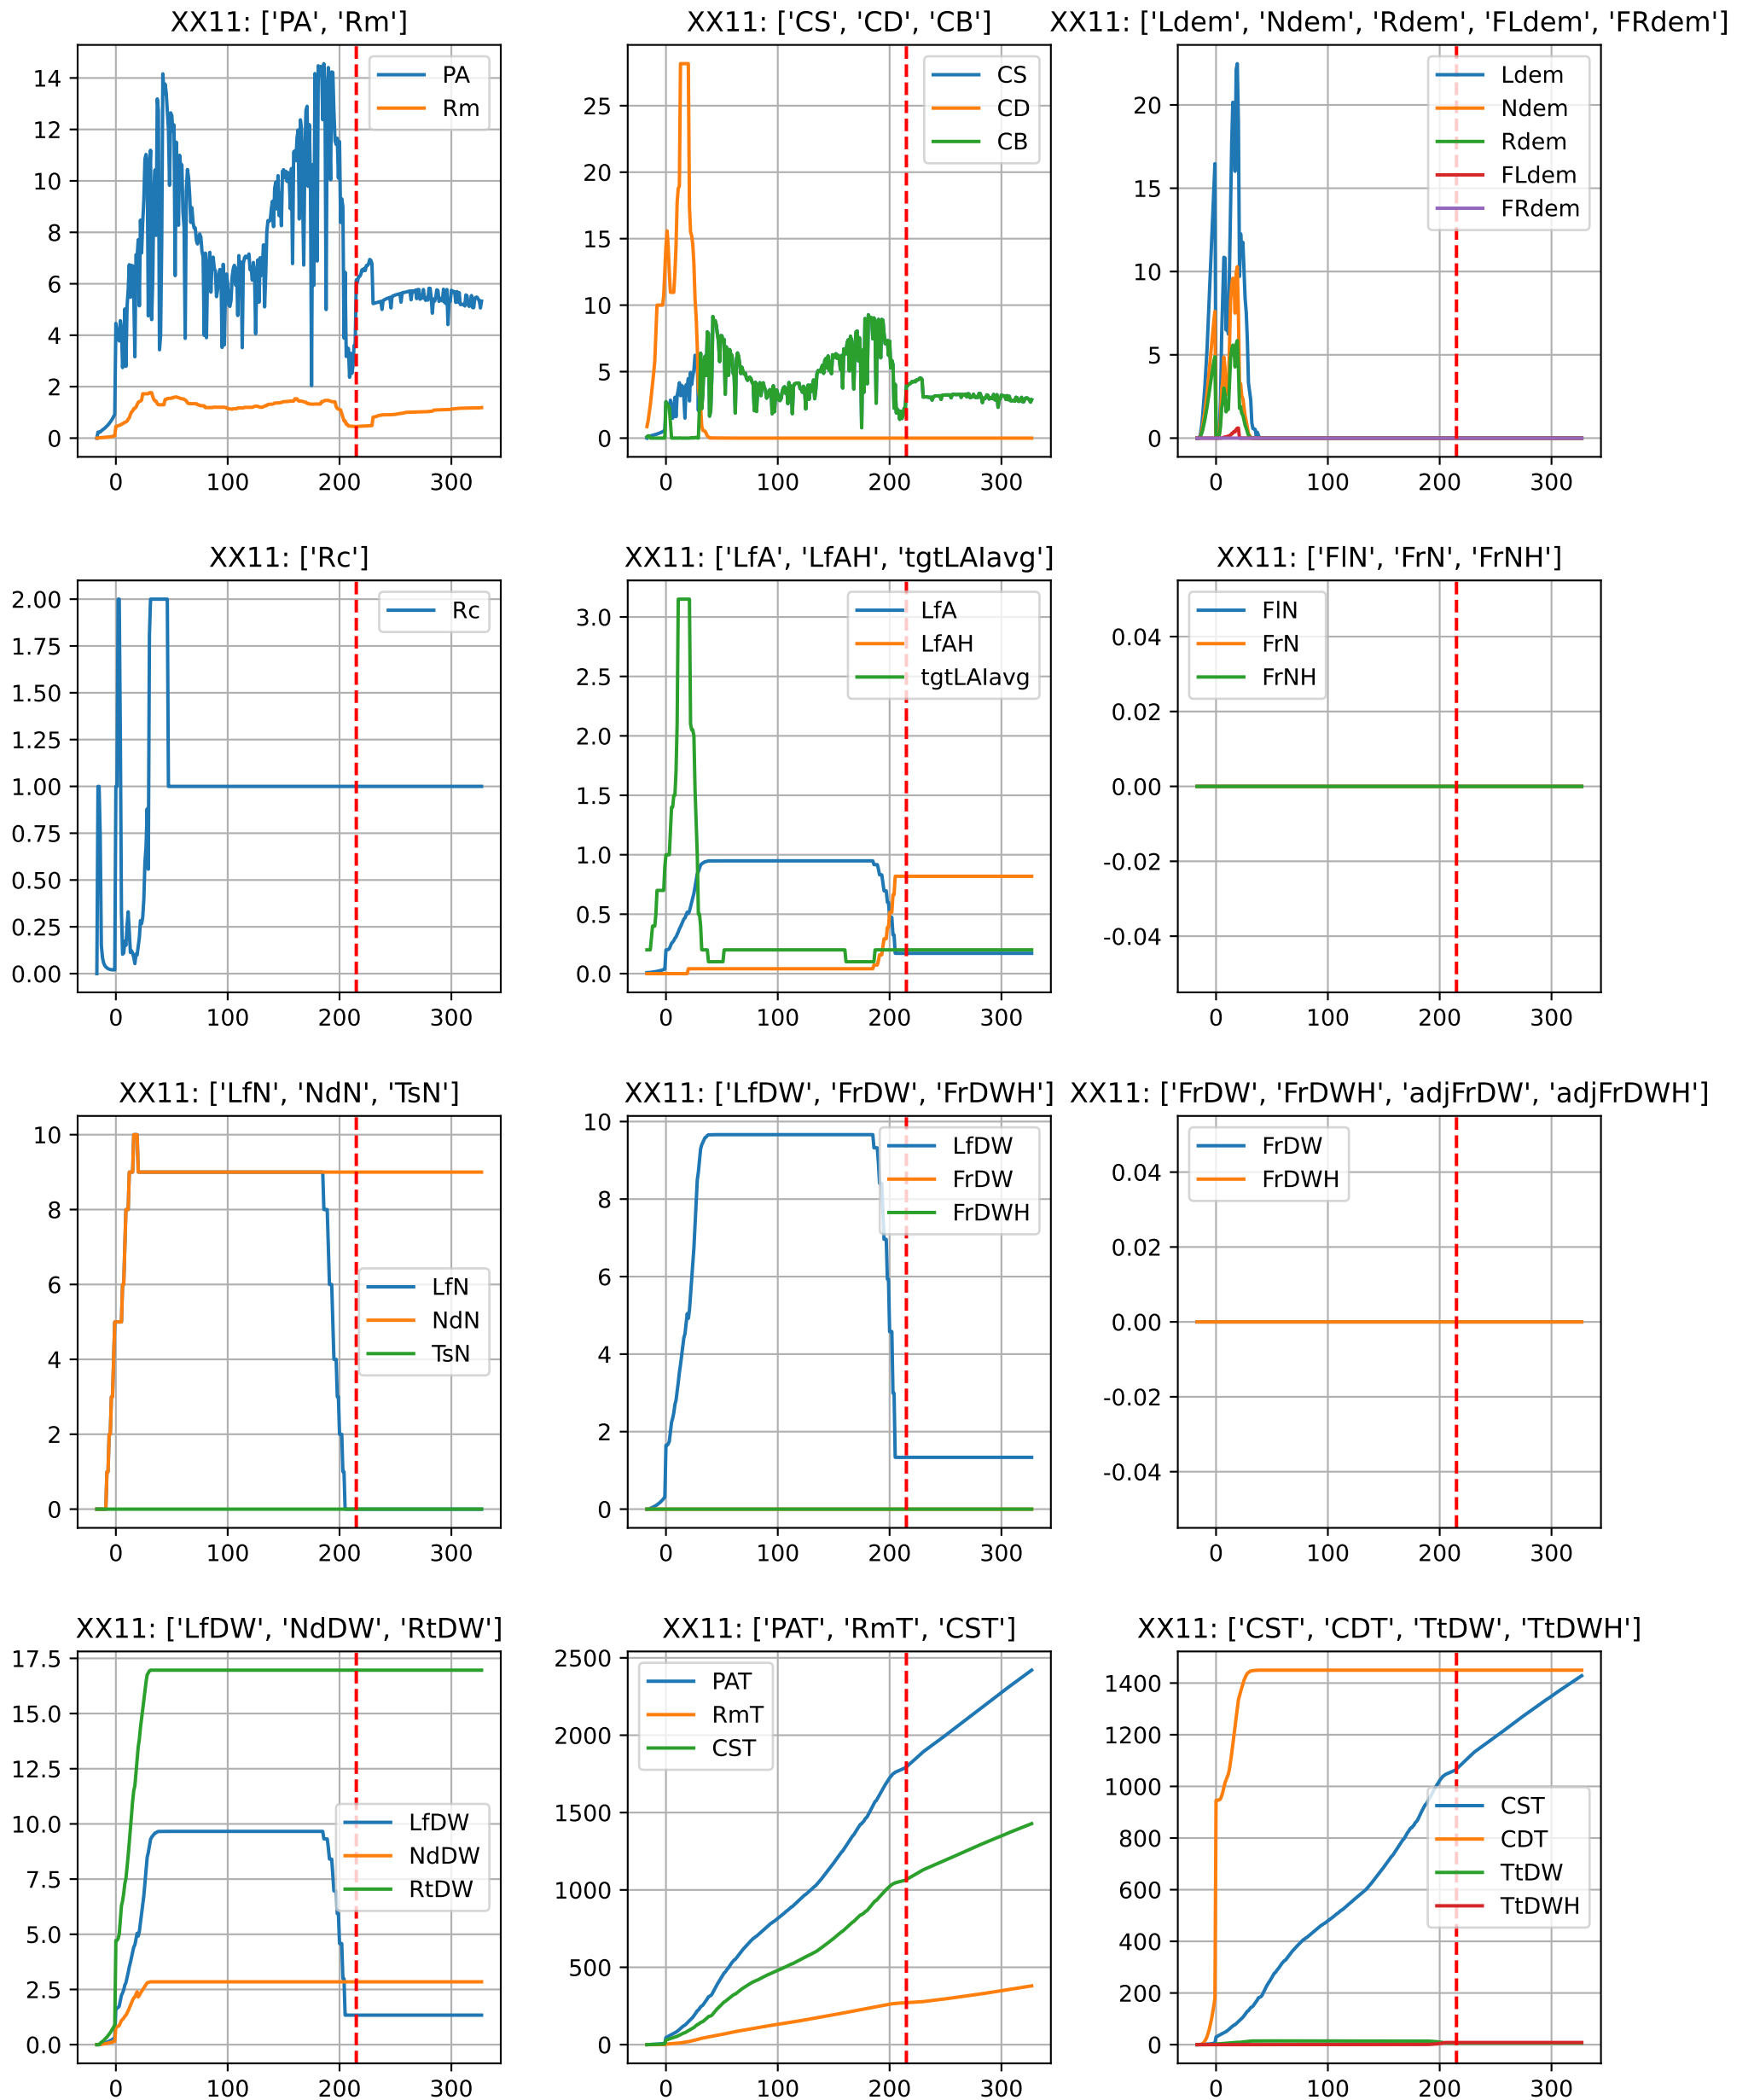 XX11: ['PA', 'Rm']
14
12
10
8
6
4
2
0
0 100 200 300
PA
Rm
XX11: ['CS', 'CD', 'CB']
25
20
15
10
5
0
0 100 200 300
CS
CD
CB
XX11: ['Ldem', 'Ndem', 'Rdem', 'FLdem', 'FRdem']
20
15
10
5
0
0 100 200 300
Ldem
Ndem
Rdem
FLdem
FRdem
XX11: ['Rc']
2.00
1.75
1.50
1.25
1.00
0.75
0.50
0.25
0.00
0 100 200 300
Rc
XX11: ['LfA', 'LfAH', 'tgtLAIavg']
3.0
2.5
2.0
1.5
1.0
0.5
0.0
0 100 200 300
LfA
LfAH
tgtLAIavg
XX11: ['FlN', 'FrN', 'FrNH']
0.04
0.02
0.00
-0.02
-0.04
0 100 200 300
FlN
FrN
FrNH
XX11: ['LfN', 'NdN', 'TsN']
10
8
6
4
2
0
0 100 200 300
LfN
NdN
TsN
XX11: ['LfDW', 'FrDW', 'FrDWH']
10
8
6
4
2
0
0 100 200 300
LfDW
FrDW
FrDWH
XX11: ['FrDW', 'FrDWH', 'adjFrDW', 'adjFrDWH']
0.04
0.02
0.00
-0.02
-0.04
0 100 200 300
FrDW
FrDWH
XX11: ['LfDW', 'NdDW', 'RtDW']
17.5
15.0
12.5
10.0
7.5
5.0
2.5
0.0
0 100 200 300
LfDW
NdDW
RtDW
XX11: ['PAT', 'RmT', 'CST']
2500
2000
1500
1000
500
0
0 100 200 300
PAT
RmT
CST
XX11: ['CST', 'CDT', 'TtDW', 'TtDWH']
1400
1200
1000
800
600
400
200
0
0 100 200 300
CST
CDT
TtDW
TtDWH